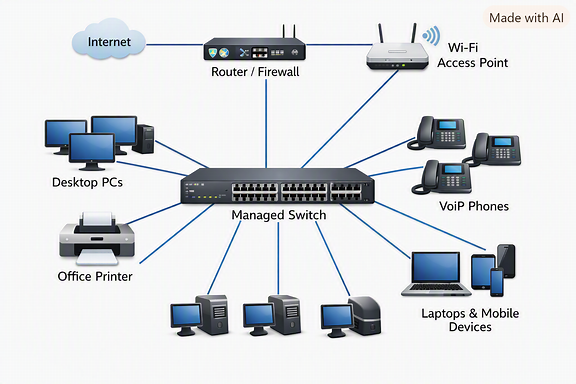 Made with AI
Internet
Router / Firewall
Wi-Fi
Access Point
Desktop PCs
VoiP Phones
Managed Switch
Office Printer
Laptops & Mobile
Devices